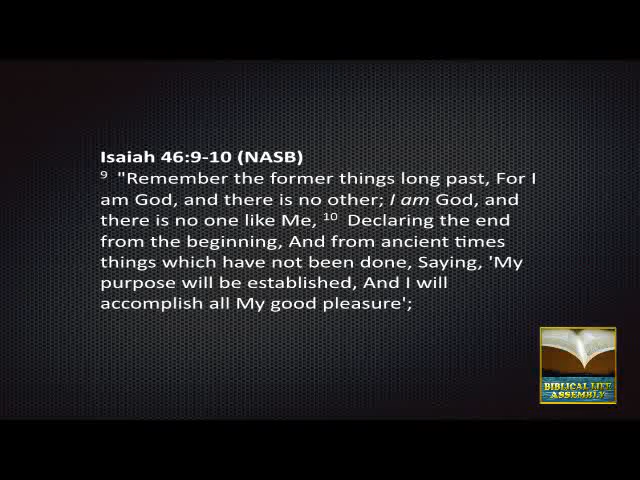 Isaiah 46:9-10 (NASB)
9 "Remember the former things long past, For I
am God, and there is no other; I am God, and
there is no one like Me, 10 Declaring the end
from the beginning, And from ancient times
things which have not been done, Saying, 'My
purpose will be established, And I will
accomplish all My good pleasure';
BIBLICAL LIFE
ASSEMBLY